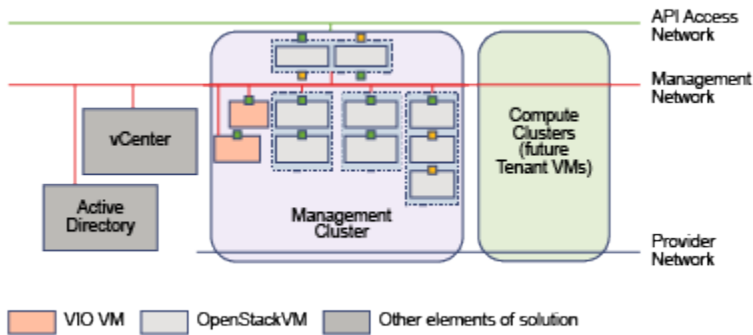 API Access
Network
Management
Network
vCenter
Compute
Clusters
(future
Tenant VMs)
Active
Directory
Management
Cluster
Provider
Network
VIO VM
OpenStackVM
Other elements of solution